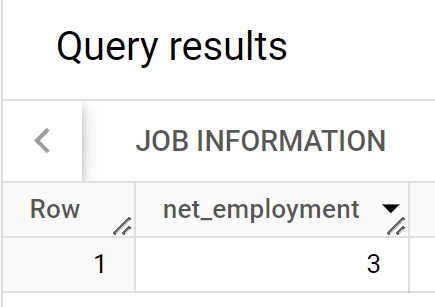 Query results
JOB INFORMATION
Row net_employment
1 3